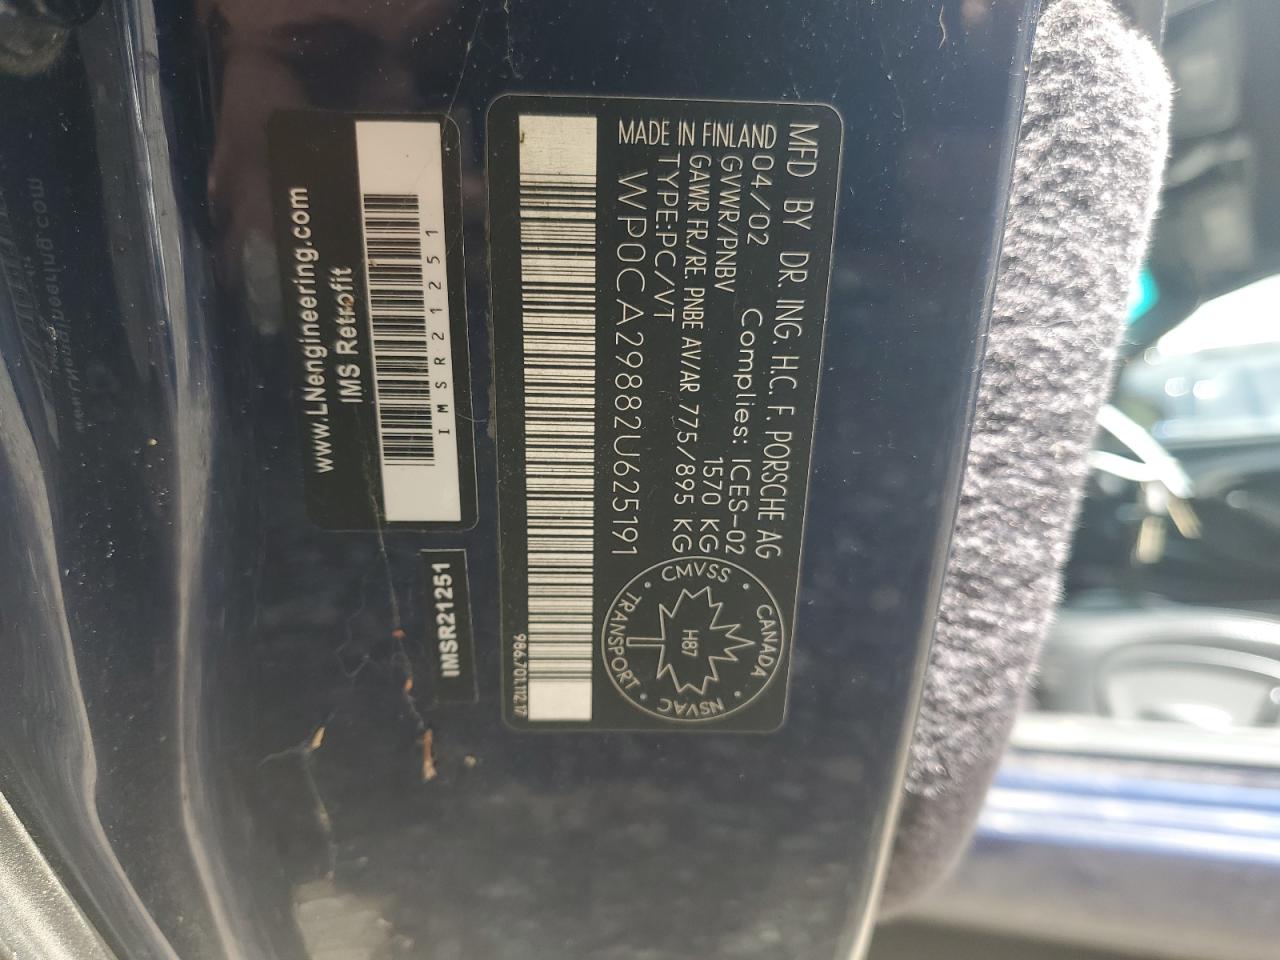 MFD BY DR. ING. H.C. F. PORSCHE AG
04/02 Complies: ICES-02
GVWR/PNBV 1570 KG
GAWR FR/RE PNBE AV/AR 775/895 KG
TYPE:PC/VT
MADE IN FINLAND
WP0CA29882U625191
CANADA
CMVSS
NSVAC
TRANSPORT
H87
986.701.112.17
IMSR21251
IMSR21251
IMS Retrofit
www.LNengineering.com